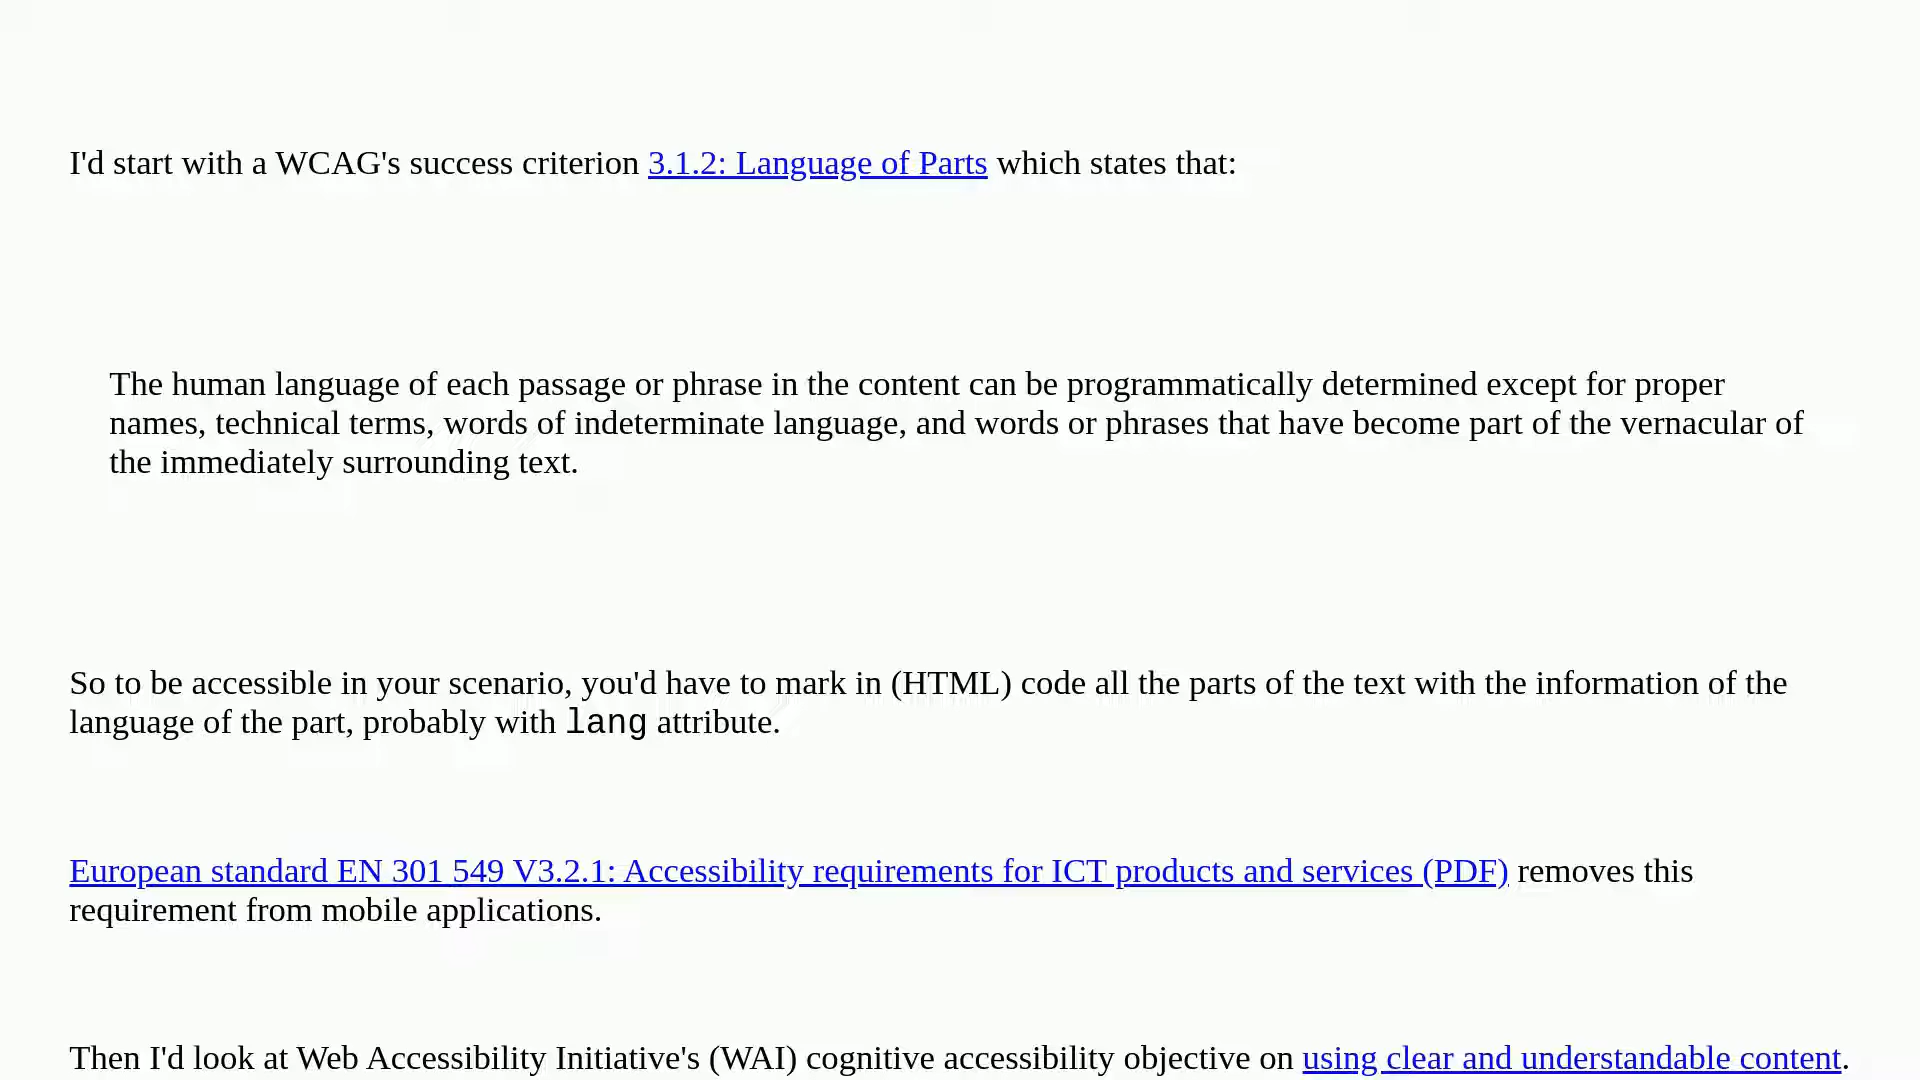 I'd start with a WCAG's success criterion 3.1.2: Language of Parts which states that:
The human language of each passage or phrase in the content can be programmatically determined except for proper
names, technical terms, words of indeterminate language, and words or phrases that have become part of the vernacular of
the immediately surrounding text.
So to be accessible in your scenario, you'd have to mark in (HTML) code all the parts of the text with the information of the
language of the part, probably with lang attribute.
European standard EN 301 549 V3.2.1: Accessibility requirements for ICT products and services (PDF) removes this
requirement from mobile applications.
Then I'd look at Web Accessibility Initiative's (WAI) cognitive accessibility objective on using clear and understandable content.